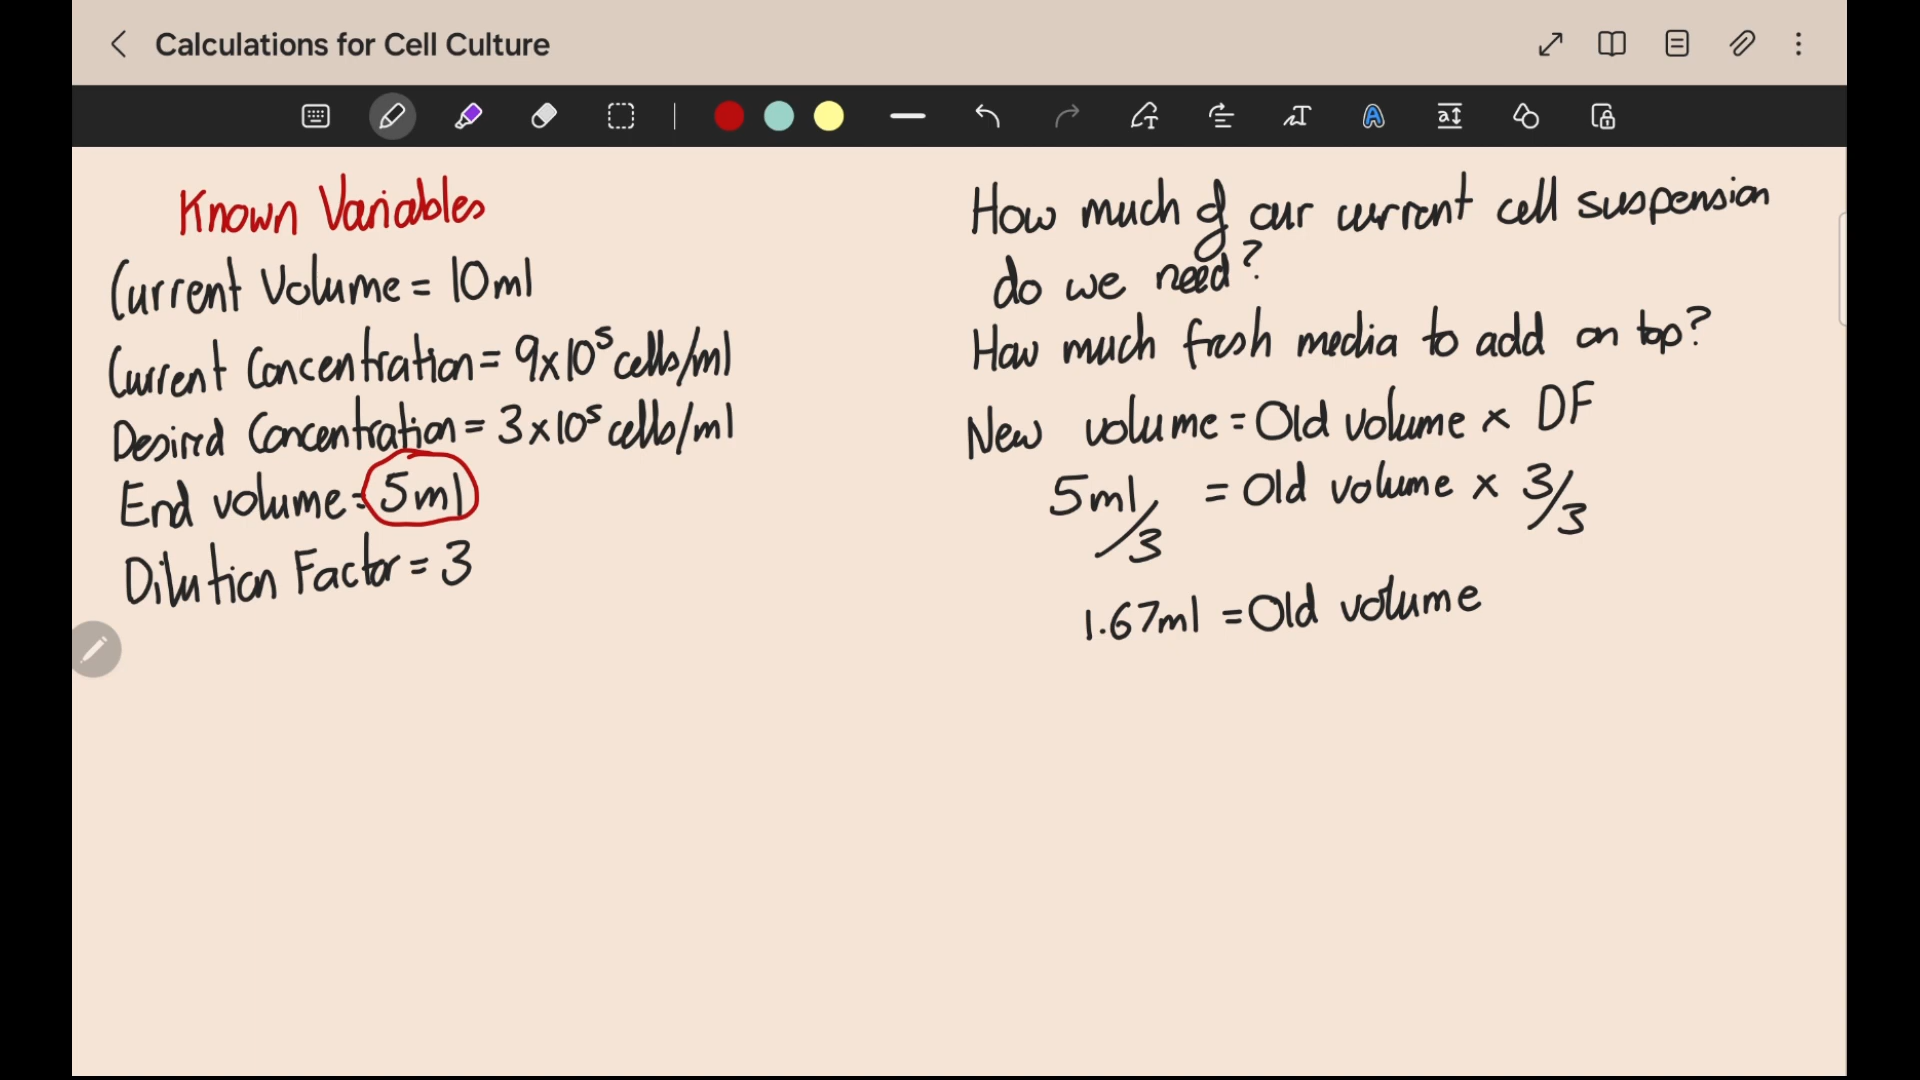 Calculations for Cell Culture
Known Variables
Current Volume = 10ml
Current Concentration = 9x10⁵ cells/ml
Desired Concentration = 3x10⁵ cells/ml
End volume = 5ml
Dilution Factor = 3
How much of our current cell suspension
do we need?
How much fresh media to add on top?
New volume = Old volume x DF
5ml/3 = Old volume x 3/3
1.67ml = Old volume